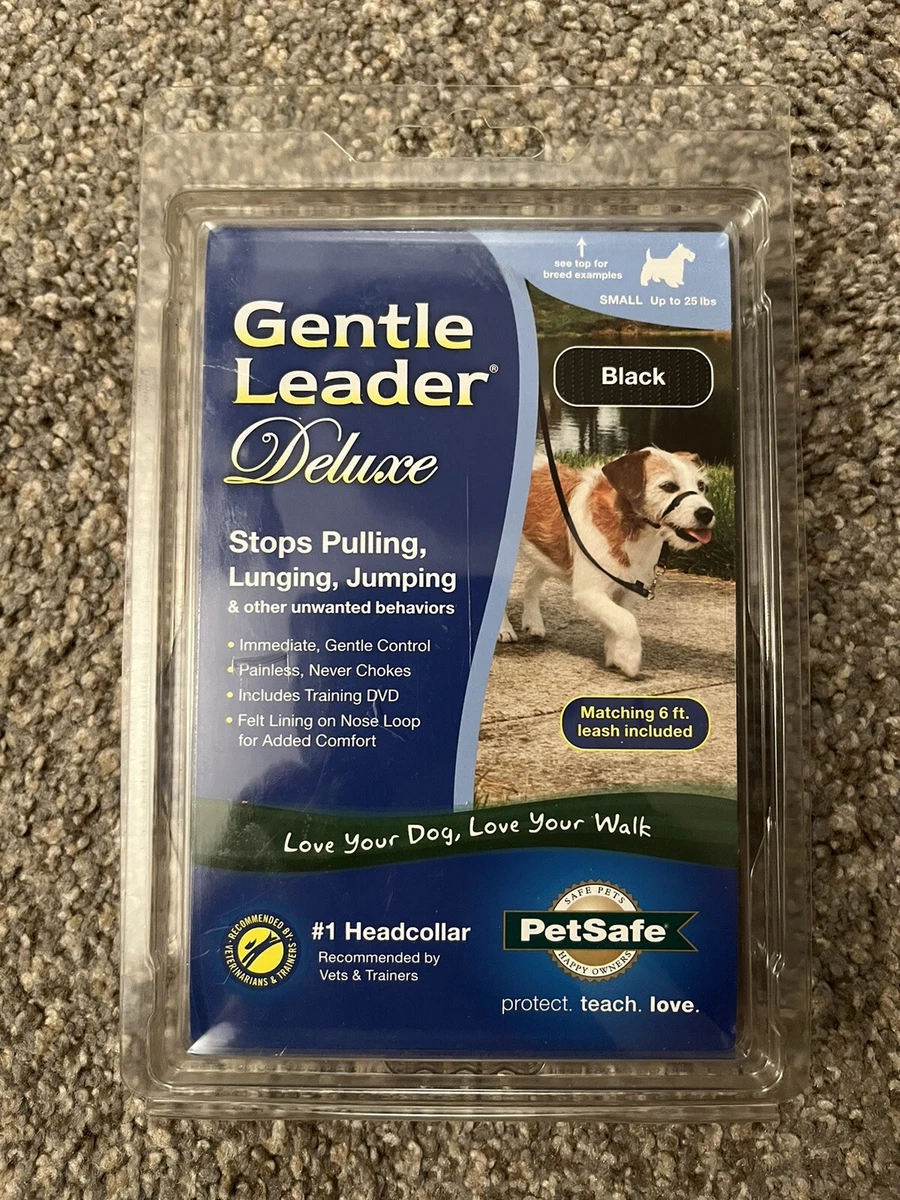 see top for
breed examples
SMALL Up to 25 lbs
Gentle
Leader®
Deluxe
Black
Stops Pulling,
Lunging, Jumping
& other unwanted behaviors
• Immediate, Gentle Control
• Painless, Never Chokes
• Includes Training DVD
• Felt Lining on Nose Loop
for Added Comfort
Matching 6 ft.
leash included
Love Your Dog, Love Your Walk
RECOMMENDED BY
VETERINARIANS & TRAINERS
#1 Headcollar
Recommended by
Vets & Trainers
SAFE PETS
PetSafe®
HAPPY OWNERS
protect. teach. love.